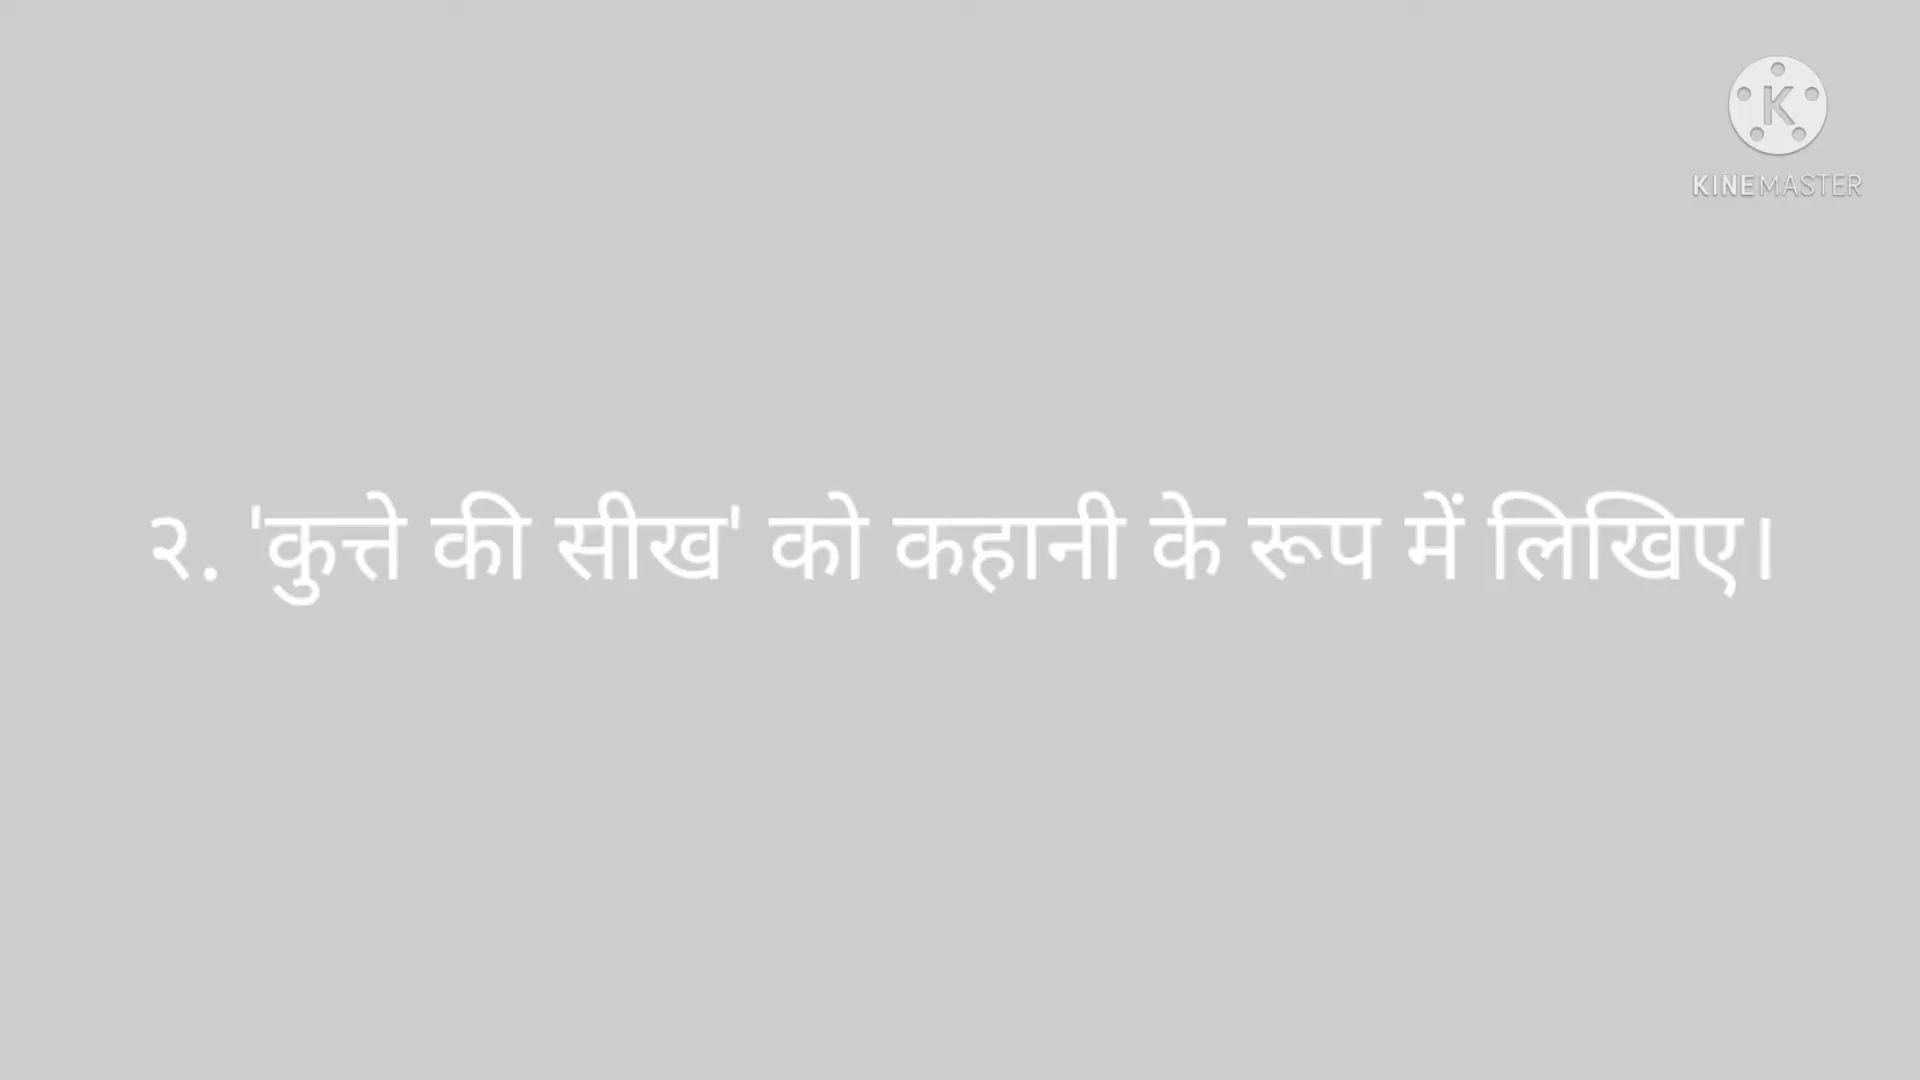 K
KINEMASTER
२. 'कुत्ते की सीख' को कहानी के रूप में लिखिए।